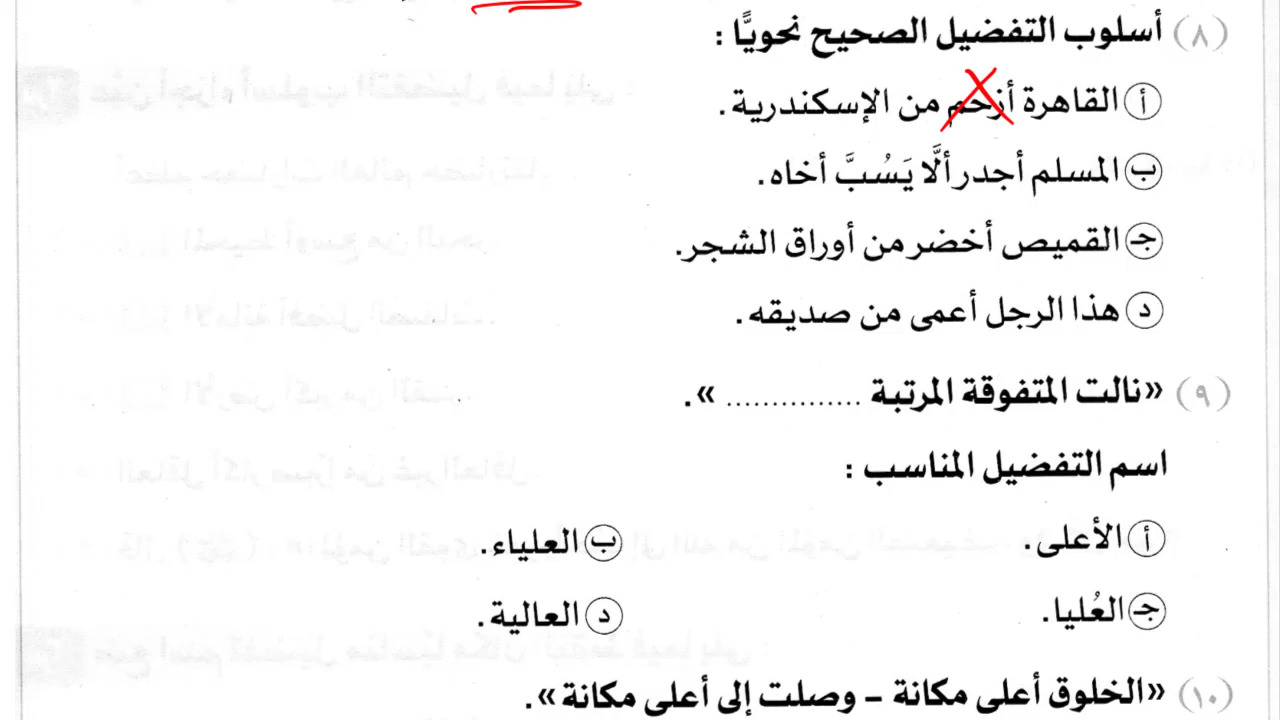 (٨) أسلوب التفضيل الصحيح نحويًّا :
أ القاهرة أزحم من الإسكندرية.
ب المسلم أجدر ألَّا يَسُبَّ أخاه.
جـ القميص أخضر من أوراق الشجر.
د هذا الرجل أعمى من صديقه.
(٩) «نالت المتفوقة المرتبة ...............».
اسم التفضيل المناسب :
أ الأعلى.
ب العلياء.
جـ العُليا.
د العالية.
(١٠) «الخلوق أعلى مكانة – وصلت إلى أعلى مكانة».